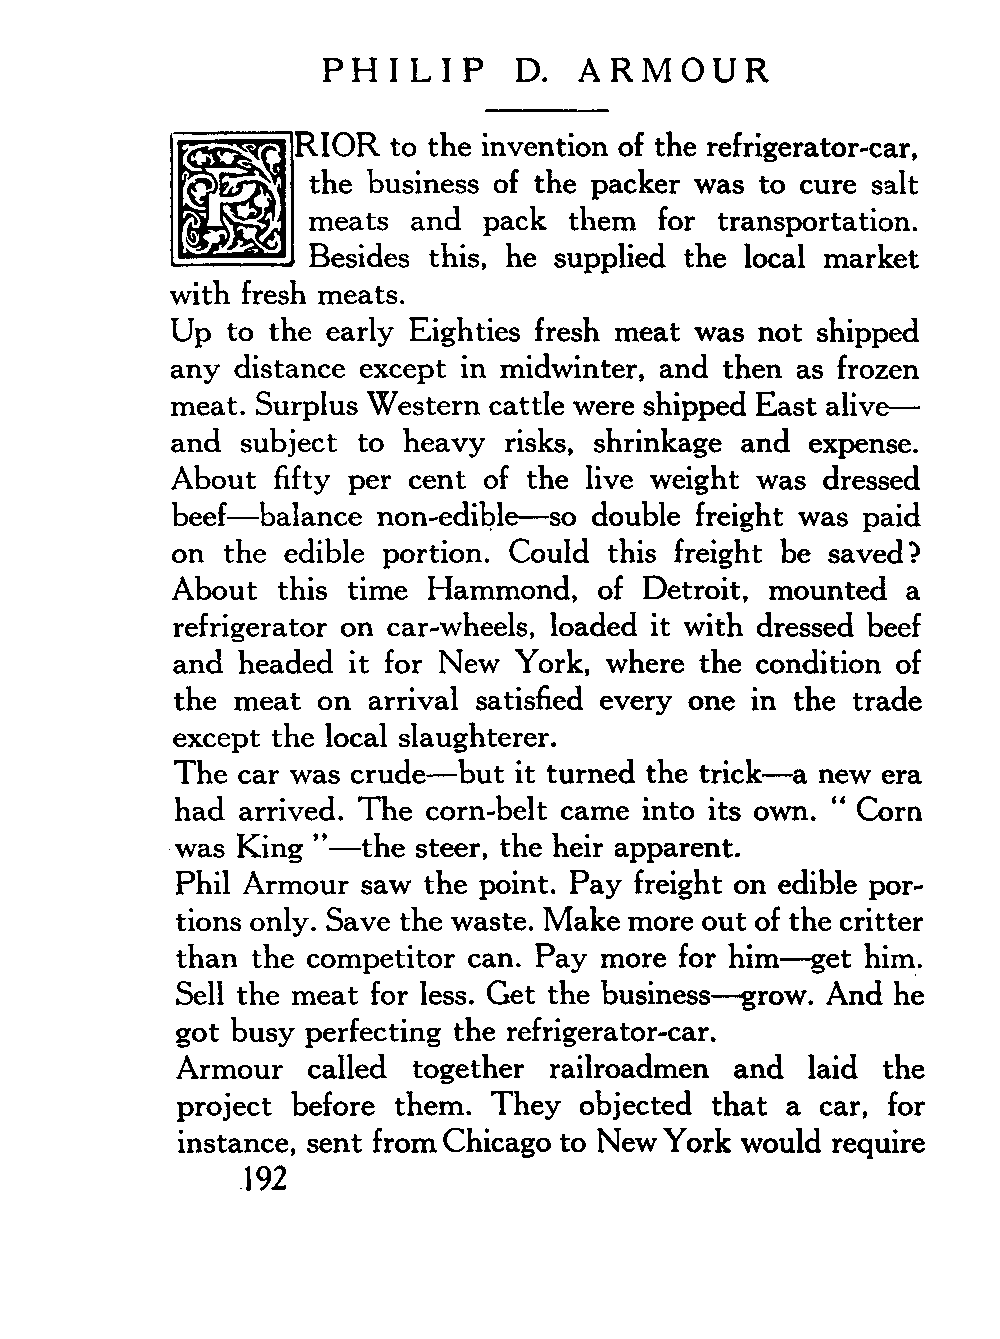 PHILIP D. ARMOUR
PRIOR to the invention of the refrigerator-car,
the business of the packer was to cure salt
meats and pack them for transportation.
Besides this, he supplied the local market
with fresh meats.
Up to the early Eighties fresh meat was not shipped
any distance except in midwinter, and then as frozen
meat. Surplus Western cattle were shipped East alive—
and subject to heavy risks, shrinkage and expense.
About fifty per cent of the live weight was dressed
beef—balance non-edible—so double freight was paid
on the edible portion. Could this freight be saved?
About this time Hammond, of Detroit, mounted a
refrigerator on car-wheels, loaded it with dressed beef
and headed it for New York, where the condition of
the meat on arrival satisfied every one in the trade
except the local slaughterer.
The car was crude—but it turned the trick—a new era
had arrived. The corn-belt came into its own. “ Corn
was King ”—the steer, the heir apparent.
Phil Armour saw the point. Pay freight on edible por-
tions only. Save the waste. Make more out of the critter
than the competitor can. Pay more for him—get him.
Sell the meat for less. Get the business—grow. And he
got busy perfecting the refrigerator-car.
Armour called together railroadmen and laid the
project before them. They objected that a car, for
instance, sent from Chicago to New York would require
192